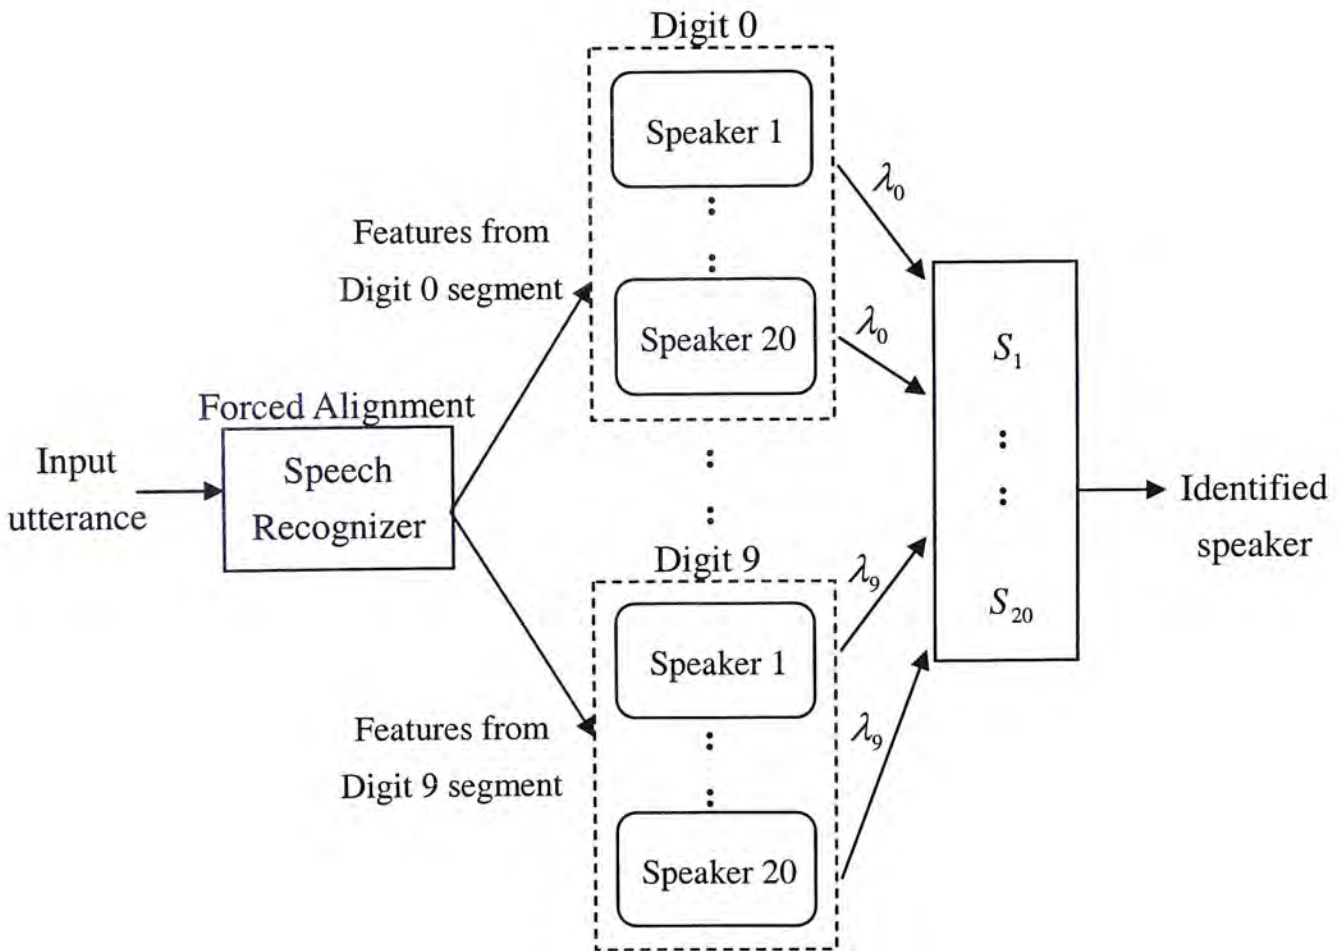 Digit 0
Speaker 1
λ₀
Features from
Digit 0 segment
Speaker 20
λ₀
S₁
Forced Alignment
Input
utterance
Speech
Recognizer
Identified
speaker
Digit 9
λ₉
S₂₀
Speaker 1
Features from
Digit 9 segment
λ₉
Speaker 20